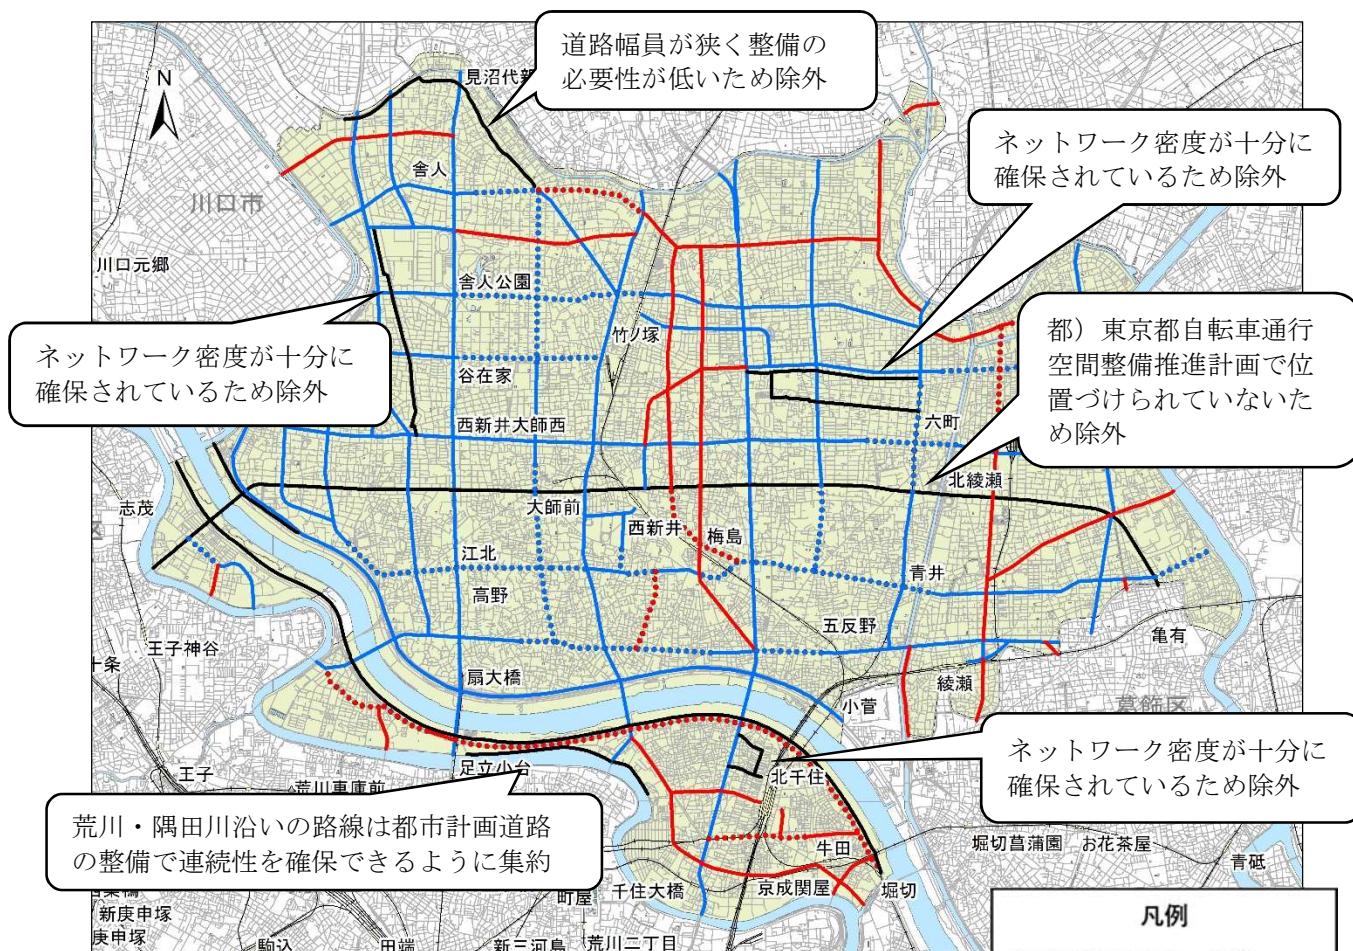 道路幅員が狭く整備の
必要性が低いため除外
N
見沼代新
ネットワーク密度が十分に
確保されているため除外
舎人
川口市
川口元郷
舎人公園
都）東京都自転車通行
空間整備推進計画で位
置づけられていないた
め除外
竹ノ塚
ネットワーク密度が十分に
確保されているため除外
谷在家
西新井大師西
六町
北綾瀬
志茂
大師前
西新井
梅島
江北
青井
高野
五反野
亀有
王子神谷
十条
扇大橋
綾瀬
小菅
葛飾区
ネットワーク密度が十分に
確保されているため除外
足立小台
北千住
王子
荒川車庫前
荒川・隅田川沿いの路線は都市計画道路
の整備で連続性を確保できるように集約
牛田
堀切菖蒲園
お花茶屋
青砥
町屋
千住大橋
京成関屋
堀切
凡例
新庚申塚
庚申塚
駒込
田端
新三河島
荒川二丁目